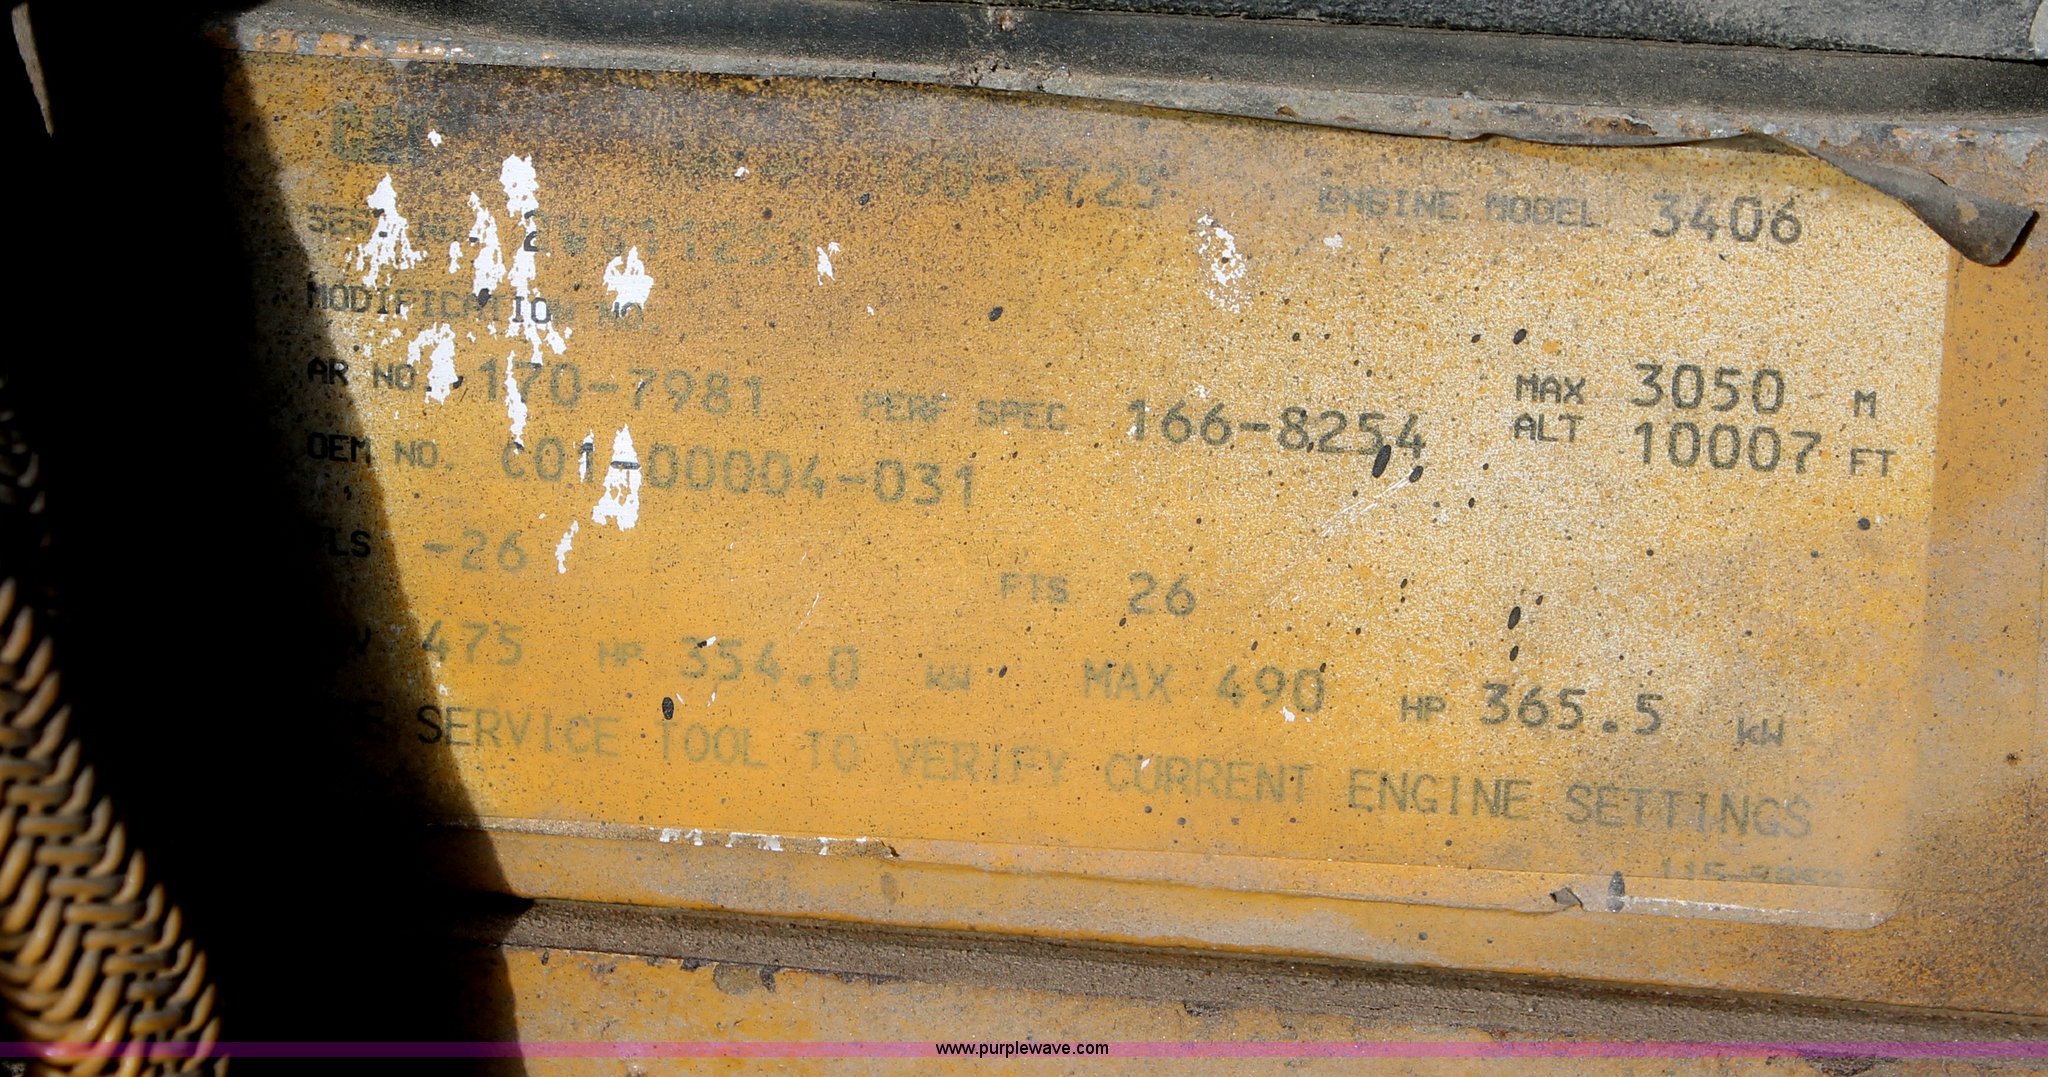 ENGINE MODEL 3406
MODIFICATION NO.
AR NO. 170-7981 PERF SPEC 166-8254 MAX ALT 3050 M 10007 FT
OEM NO. C01-00004-031
FLS -26 FTS 26
475 HP 354.0 kW MAX 490 HP 365.5 kW
SERVICE TOOL TO VERIFY CURRENT ENGINE SETTINGS
www.purplewave.com